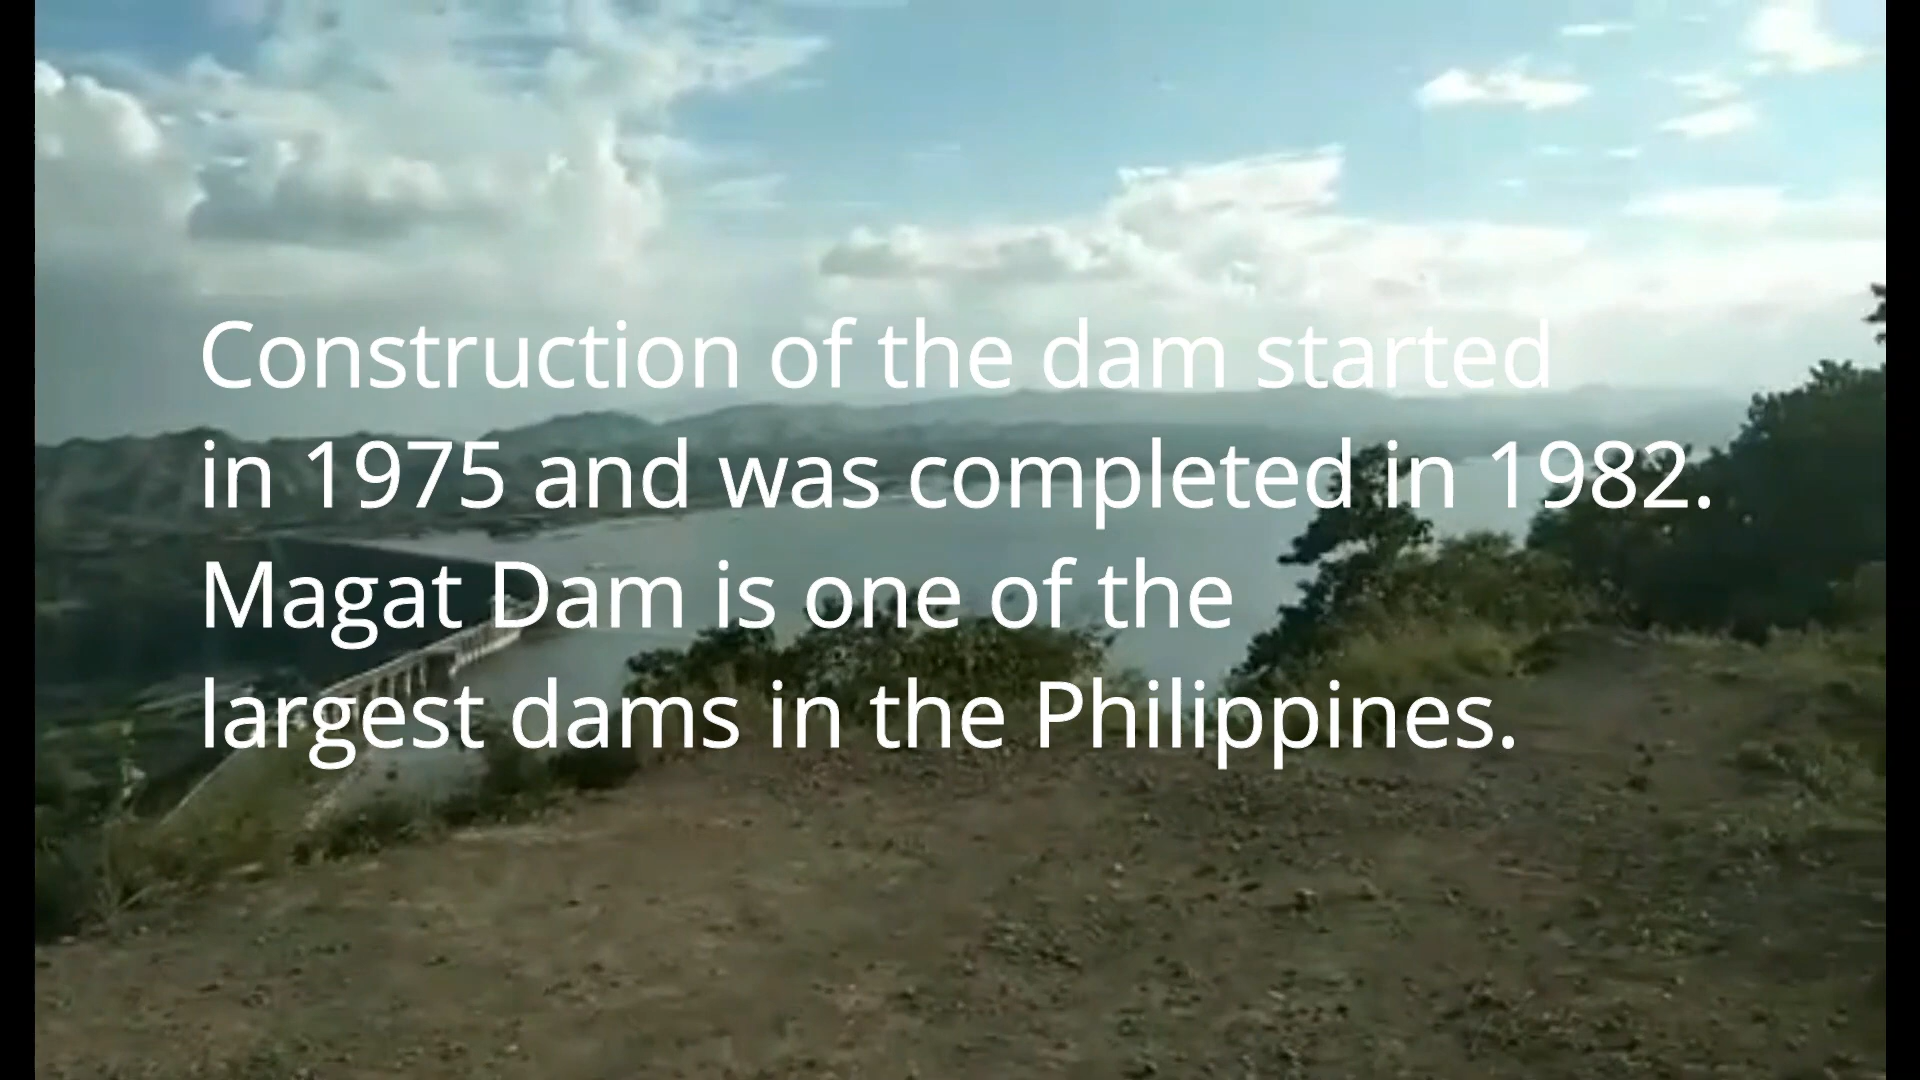 Construction of the dam started
in 1975 and was completed in 1982.
Magat Dam is one of the
largest dams in the Philippines.